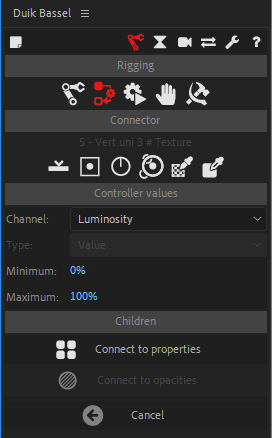 Duik Bassel
?
Rigging
Connector
5 - Vert uni 3 # Texture
Controller values
Channel: Luminosity
Type: Value
Minimum: 0%
Maximum: 100%
Children
Connect to properties
Connect to opacities
Cancel